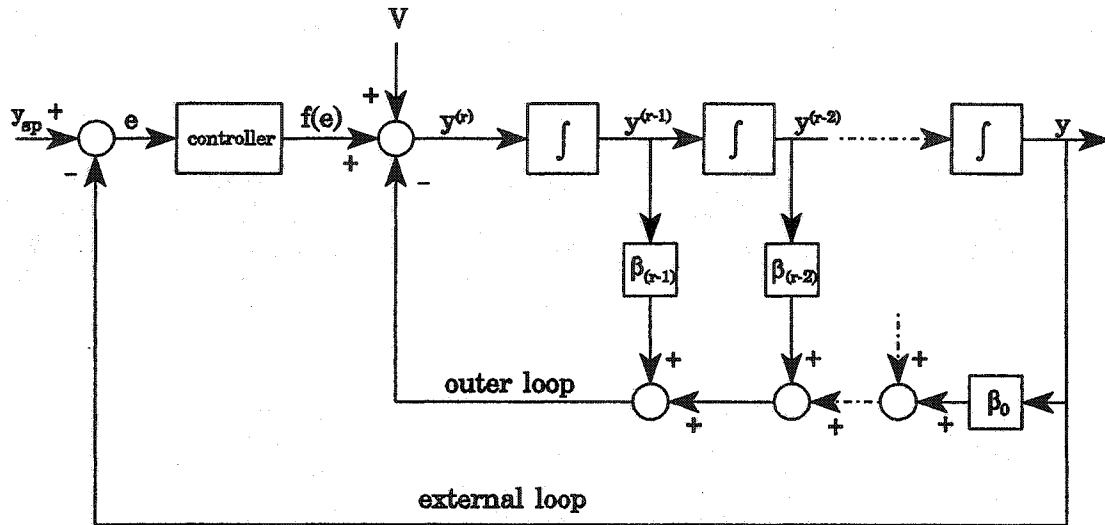 V
+
y_sp + e controller f(e) + y^(r) ∫ y^(r-1) ∫ y^(r-2) ∫ y
- -
β_(r-1) β_(r-2)
+ + +
outer loop β_0
+ + +
external loop